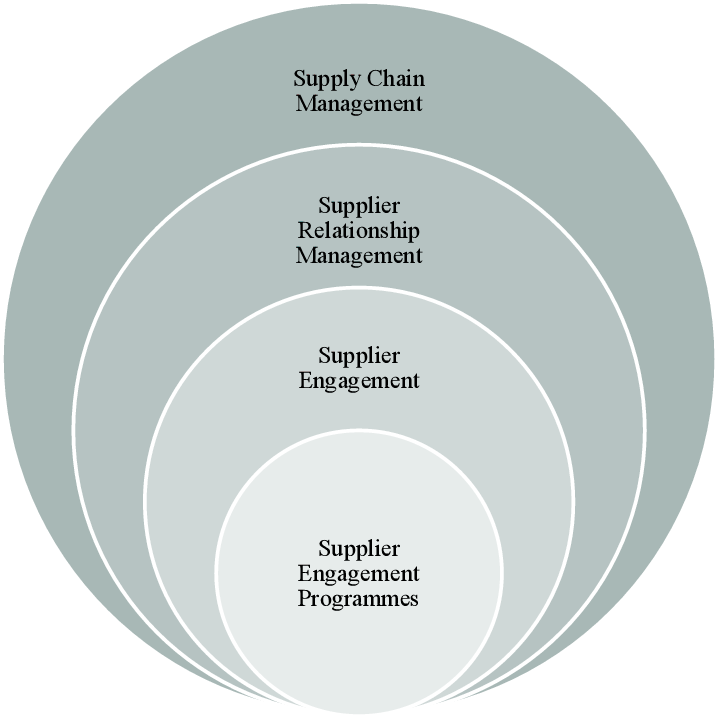 Supply Chain
Management
Supplier
Relationship
Management
Supplier
Engagement
Supplier
Engagement
Programmes